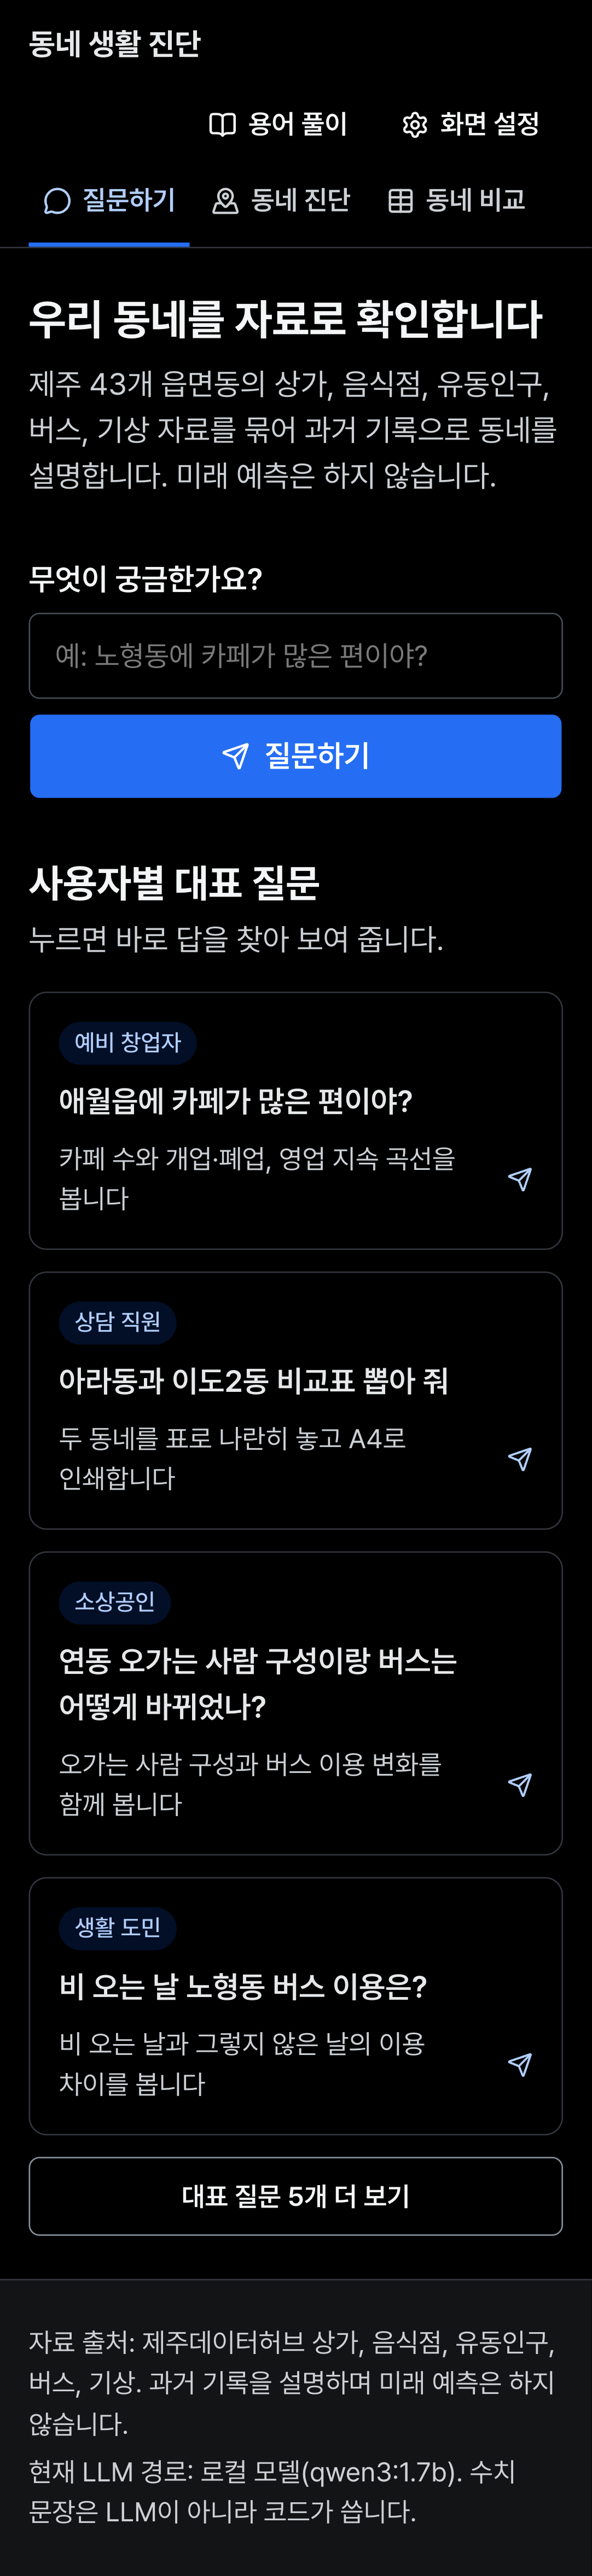 동네 생활 진단
용어 풀이
화면 설정
질문하기
동네 진단
동네 비교
우리 동네를 자료로 확인합니다
제주 43개 읍면동의 상가, 음식점, 유동인구,
버스, 기상 자료를 묶어 과거 기록으로 동네를
설명합니다. 미래 예측은 하지 않습니다.
무엇이 궁금한가요?
예: 노형동에 카페가 많은 편이야?
질문하기
사용자별 대표 질문
누르면 바로 답을 찾아 보여 줍니다.
예비 창업자
애월읍에 카페가 많은 편이야?
카페 수와 개업·폐업, 영업 지속 곡선을
봅니다
상담 직원
아라동과 이도2동 비교표 뽑아 줘
두 동네를 표로 나란히 놓고 A4로
인쇄합니다
소상공인
연동 오가는 사람 구성이랑 버스는
어떻게 바뀌었나?
오가는 사람 구성과 버스 이용 변화를
함께 봅니다
생활 도민
비 오는 날 노형동 버스 이용은?
비 오는 날과 그렇지 않은 날의 이용
차이를 봅니다
대표 질문 5개 더 보기
자료 출처: 제주데이터허브 상가, 음식점, 유동인구,
버스, 기상. 과거 기록을 설명하며 미래 예측은 하지
않습니다.
현재 LLM 경로: 로컬 모델(qwen3:1.7b). 수치
문장은 LLM이 아니라 코드가 씁니다.